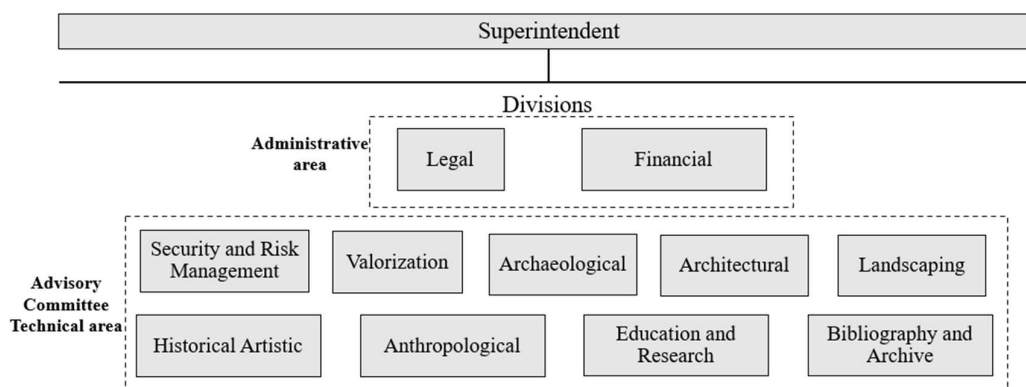 Superintendent
Divisions
Administrative
area
Legal
Financial
Security and Risk
Management
Valorization
Archaeological
Architectural
Landscaping
Advisory
Committee
Technical area
Historical Artistic
Anthropological
Education and
Research
Bibliography and
Archive